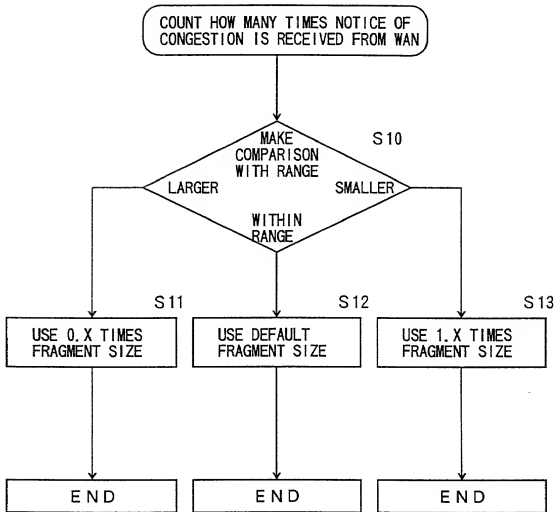 COUNT HOW MANY TIMES NOTICE OF
CONGESTION IS RECEIVED FROM WAN
MAKE
COMPARISON
WITH RANGE
S10
LARGER
SMALLER
WITHIN
RANGE
S11
S12
S13
USE 0.X TIMES
FRAGMENT SIZE
USE DEFAULT
FRAGMENT SIZE
USE 1.X TIMES
FRAGMENT SIZE
END
END
END